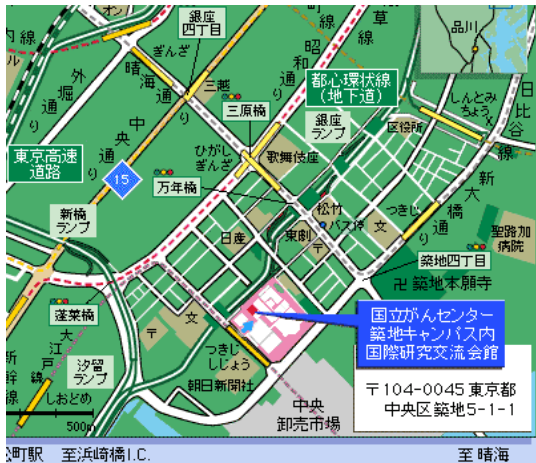 銀座
四丁目
ぎんざ
外堀通り
晴海通り
中央通り
三越
昭和通り
都心環状線
(地下道)
品川
しんとみ
ちょう
日比谷線
三原橋
銀座
ランプ
区役所
ひがし
ぎんざ
歌舞伎座
東京高速
道路
15
万年橋
新大橋通り
新橋
ランプ
松竹
バス停
つきじ
文
聖路加
病院
日産
東劇
〒
築地四丁目
卍 築地本願寺
蓬莱橋
大江戸線
〒
文
国立がんセンター
築地キャンパス内
国際研究交流会館
汐留
ランプ
つきじ
しじょう
朝日新聞社
新幹線
しおどめ
500m
中央
卸売市場
〒104-0045 東京都
中央区築地5-1-1
松町駅
至浜崎橋I.C.
至 晴海